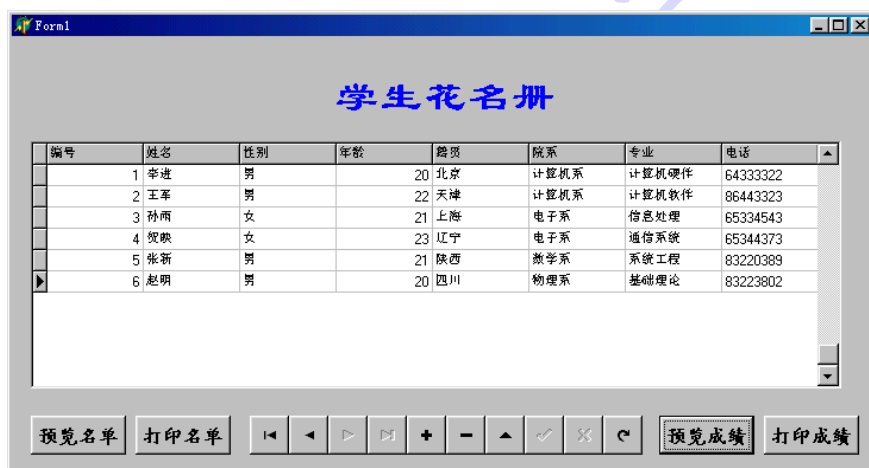 Form1
学生花名册
编号 姓名 性别 年龄 籍贯 院系 专业 电话
1 李进 男 20 北京 计算机系 计算机硬件 64333322
2 王军 男 22 天津 计算机系 计算机软件 86443323
3 孙雨 女 21 上海 电子系 信息处理 65334543
4 贺映 女 23 辽宁 电子系 通信系统 65344373
5 张新 男 21 陕西 数学系 系统工程 83220389
6 赵明 男 20 四川 物理系 基础理论 83223802
预览名单 打印名单 预览成绩 打印成绩